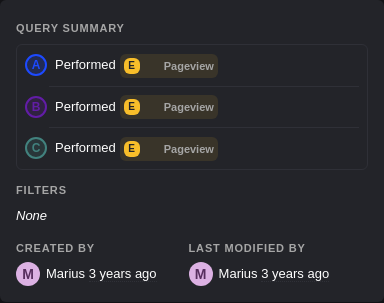 QUERY SUMMARY
A Performed E Pageview
B Performed E Pageview
C Performed E Pageview
FILTERS
None
CREATED BY LAST MODIFIED BY
M Marius 3 years ago M Marius 3 years ago